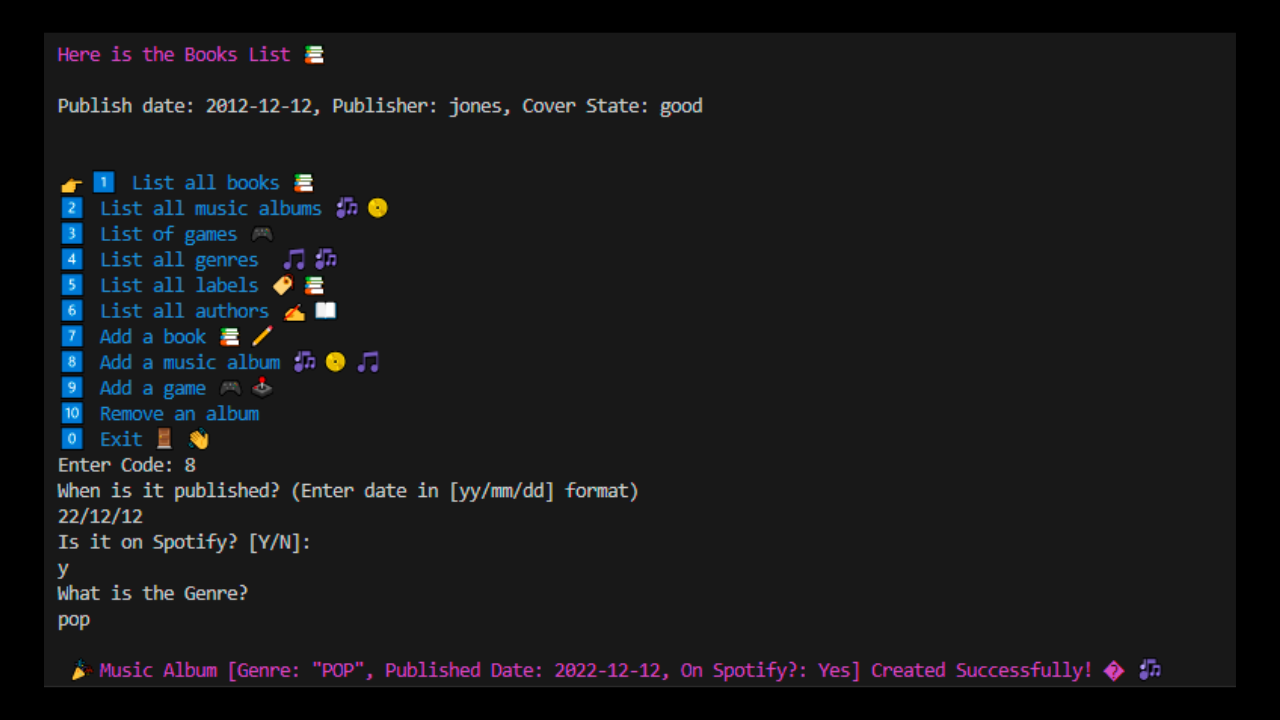 Here is the Books List 📚
Publish date: 2012-12-12, Publisher: jones, Cover State: good
👉 1️⃣ List all books 📚
2️⃣ List all music albums 🎶 📀
3️⃣ List of games 🎮
4️⃣ List all genres 🎵 🎶
5️⃣ List all labels 🏷️ 📚
6️⃣ List all authors ✍️ 📖
7️⃣ Add a book 📚 ✏️
8️⃣ Add a music album 🎶 📀 🎵
9️⃣ Add a game 🎮 🕹️
🔟 Remove an album
0️⃣ Exit 🚪 👋
Enter Code: 8
When is it published? (Enter date in [yy/mm/dd] format)
22/12/12
Is it on Spotify? [Y/N]:
y
What is the Genre?
pop
🎉 Music Album [Genre: "POP", Published Date: 2022-12-12, On Spotify?: Yes] Created Successfully! � 🎶